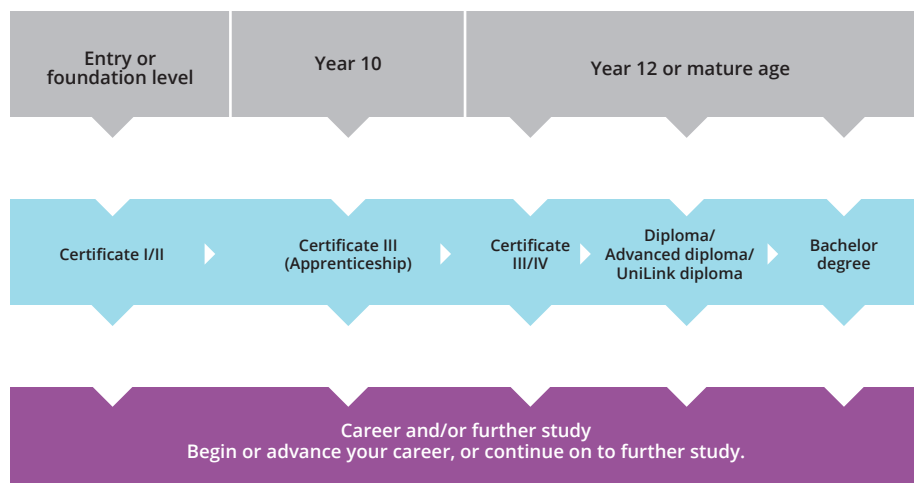 Entry or
foundation level
Year 10
Year 12 or mature age
Certificate I/II
Certificate III
(Apprenticeship)
Certificate
III/IV
Diploma/
Advanced diploma/
UniLink diploma
Bachelor
degree
Career and/or further study
Begin or advance your career, or continue on to further study.